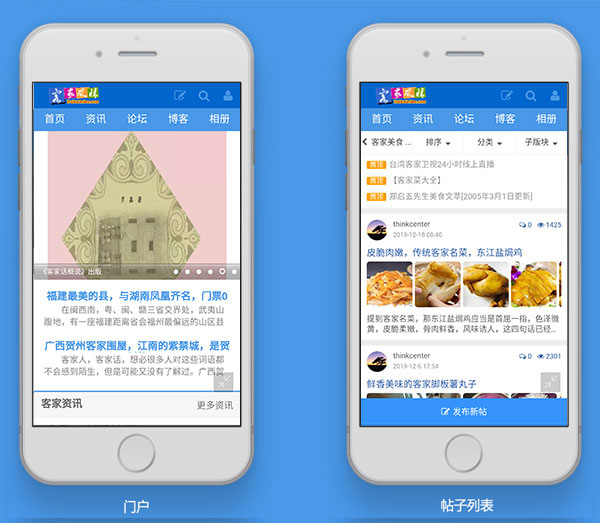 客家风情
首页 资讯 论坛 博客 相册
《客家话概说》出版
福建最美的县，与湖南凤凰齐名，门票0
在闽西南，粤、闽、赣三省交界处，武夷山
腹地，有一座福建距离省会福州最偏远的山区县
广西贺州客家围屋，江南的紫禁城，是贺
客家人，客家话，想必很多人对这些词语都
不会感到陌生，但是可能又没有了解过。广西贺
客家资讯 更多资讯
门户
客家风情
首页 资讯 论坛 博客 相册
客家美食 ... 排序 分类 子版块
置顶 台湾客家卫视24小时线上直播
置顶 【客家菜大全】
置顶 郑启五先生美食文萃[2005年3月1日更新]
thinkcenter 0 1425
2019-12-18 08:40
皮脆肉嫩，传统客家名菜，东江盐焗鸡
提到客家名菜，那东江盐焗鸡应当是首屈一指，色泽微
黄，皮脆柔嫩，骨肉鲜香，风味诱人，这四句话已经...
thinkcenter 0 2301
2019-12-6 17:54
鲜香美味的客家脚板薯丸子
发布新帖
帖子列表